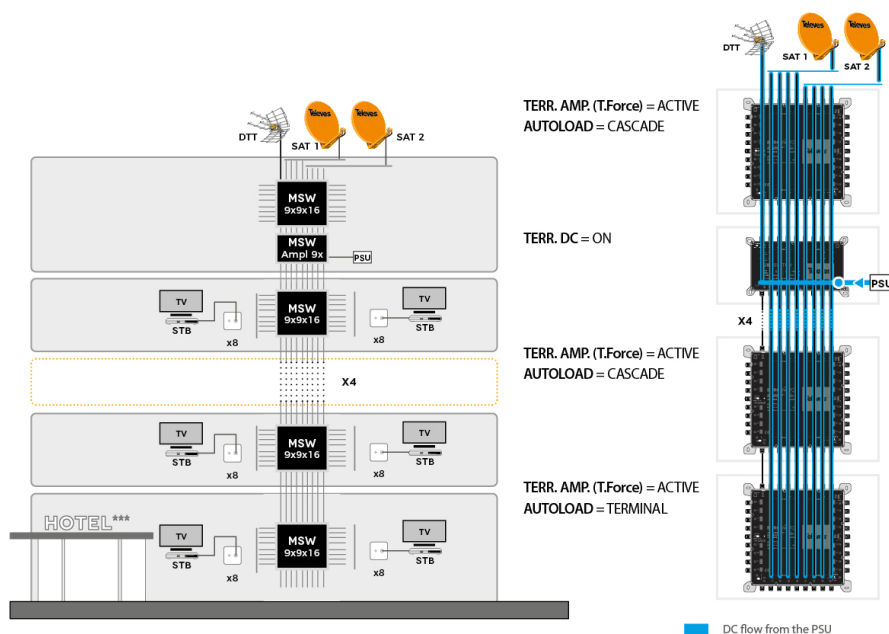 DTT
Televes
SAT 1
Televes
SAT 2
MSW
9x9x16
MSW
Ampl 9x
PSU
TV
STB
x8
MSW
9x9x16
x8
TV
STB
X4
TV
STB
x8
MSW
9x9x16
x8
TV
STB
HOTEL***
TV
STB
x8
MSW
9x9x16
x8
TV
STB
TERR. AMP. (T.Force) = ACTIVE
AUTOLOAD = CASCADE
TERR. DC = ON
TERR. AMP. (T.Force) = ACTIVE
AUTOLOAD = CASCADE
TERR. AMP. (T.Force) = ACTIVE
AUTOLOAD = TERMINAL
DTT
Televes
SAT 1
Televes
SAT 2
PSU
X4
DC flow from the PSU